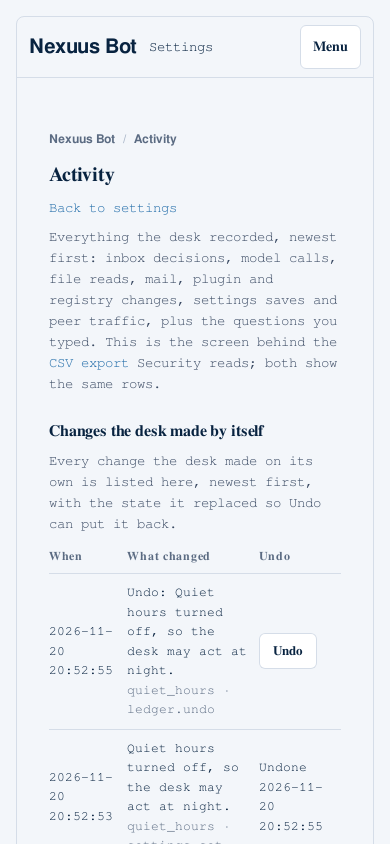 Nexuus Bot Settings Menu
Nexuus Bot / Activity
Activity
Back to settings
Everything the desk recorded, newest
first: inbox decisions, model calls,
file reads, mail, plugin and
registry changes, settings saves and
peer traffic, plus the questions you
typed. This is the screen behind the
CSV export Security reads; both show
the same rows.
Changes the desk made by itself
Every change the desk made on its
own is listed here, newest first,
with the state it replaced so Undo
can put it back.
When What changed Undo
2026-11-
20
20:52:55
Undo: Quiet
hours turned
off, so the
desk may act at
night.
quiet_hours ·
ledger.undo
Undo
2026-11-
20
20:52:53
Quiet hours
turned off, so
the desk may
act at night.
quiet_hours ·
Undone
2026-11-
20
20:52:55